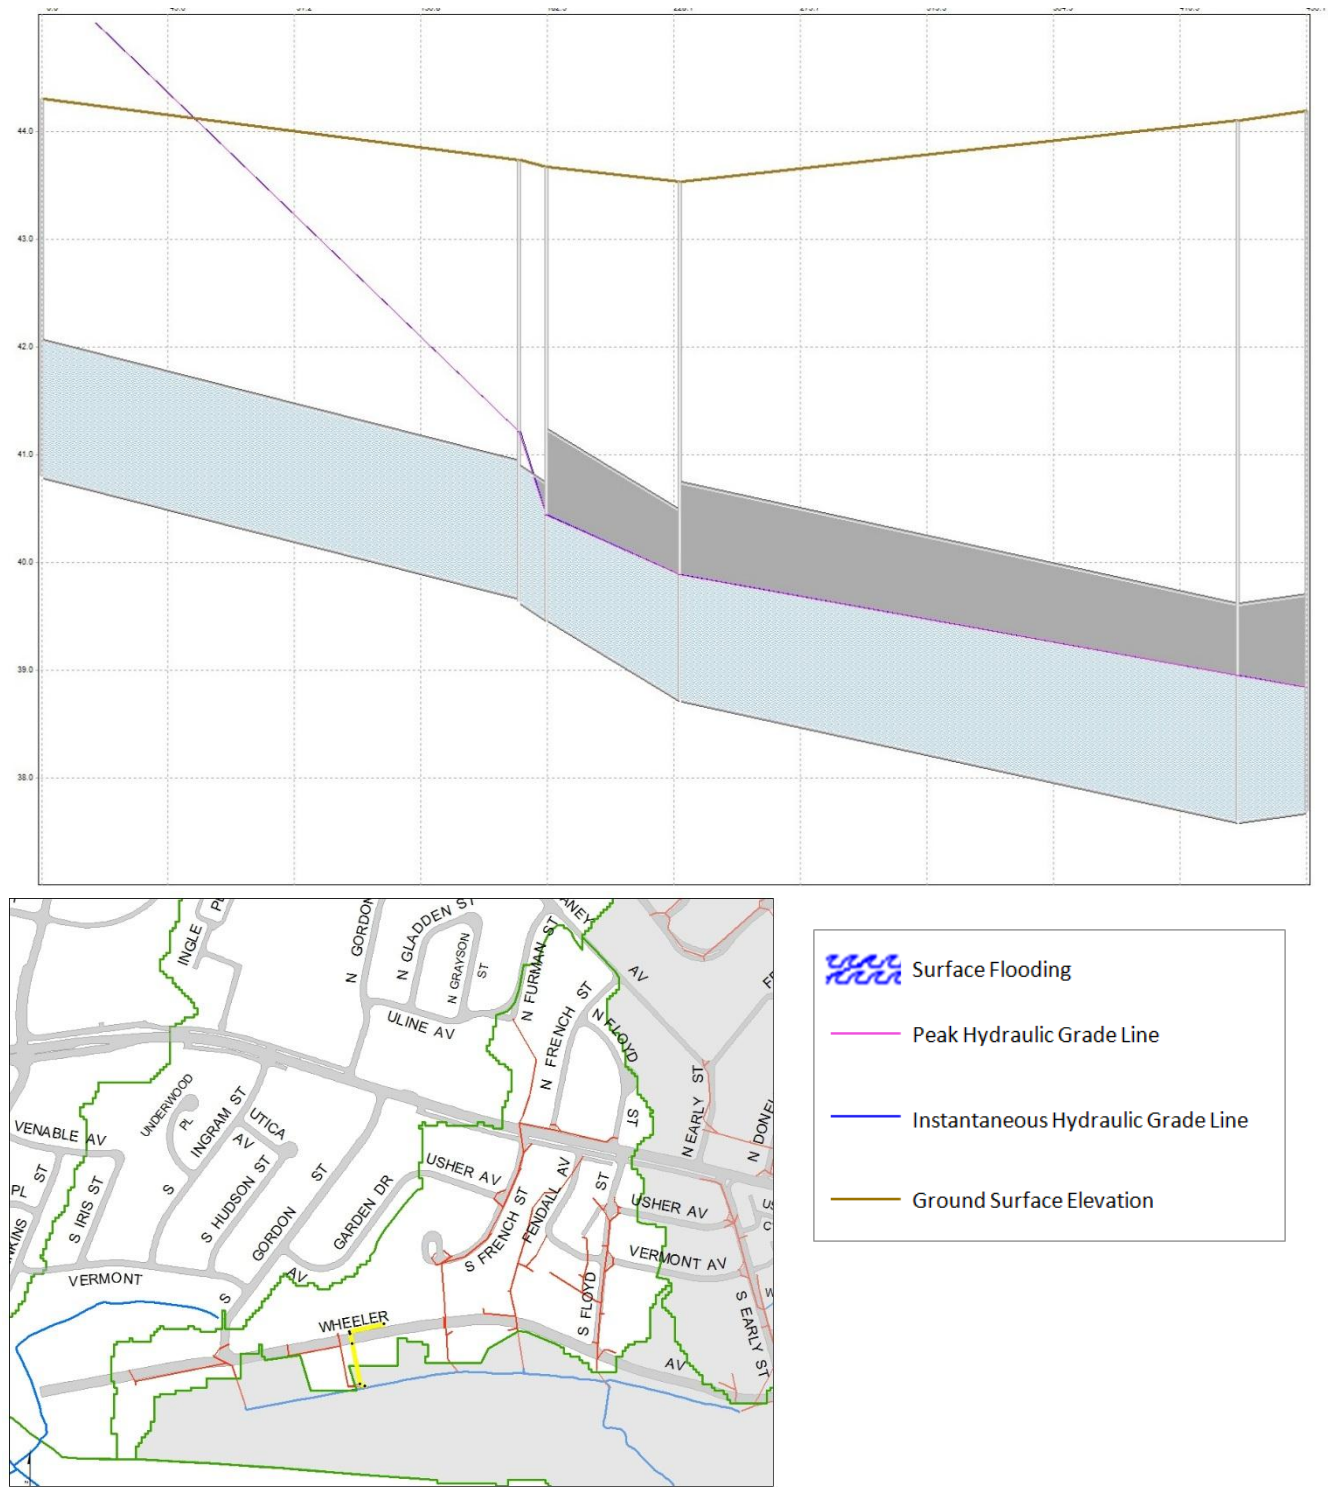 44.0
43.0
42.0
41.0
40.0
39.0
38.0
INGLE PL
N GORDON
N GLADDEN ST
N GRAYSON
ST
N FURMAN ST
ANEY
AV
ULINE AV
N FRENCH ST
N FLOYD
ST
N EARLY ST
N DONEL
UNDERWOOD
PL
S INGRAM ST
UTICA
AV
VENABLE AV
ST
PL
S IRIS ST
S HUDSON ST
S GORDON ST
GARDEN DR
USHER AV
S FRENCH ST
FENDALL AV
ST
USHER AV
VERMONT AV
S FLOYD
S EARLY ST
VERMONT
AV
WHEELER
AV
Surface Flooding
Peak Hydraulic Grade Line
Instantaneous Hydraulic Grade Line
Ground Surface Elevation